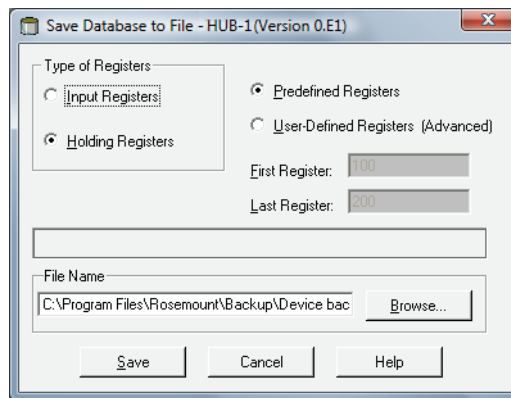 Save Database to File - HUB-1(Version 0.E1)
Type of Registers
Input Registers
Holding Registers
Predefined Registers
User-Defined Registers (Advanced)
First Register: 100
Last Register: 200
File Name
C:\Program Files\Rosemount\Backup\Device bac
Browse...
Save
Cancel
Help